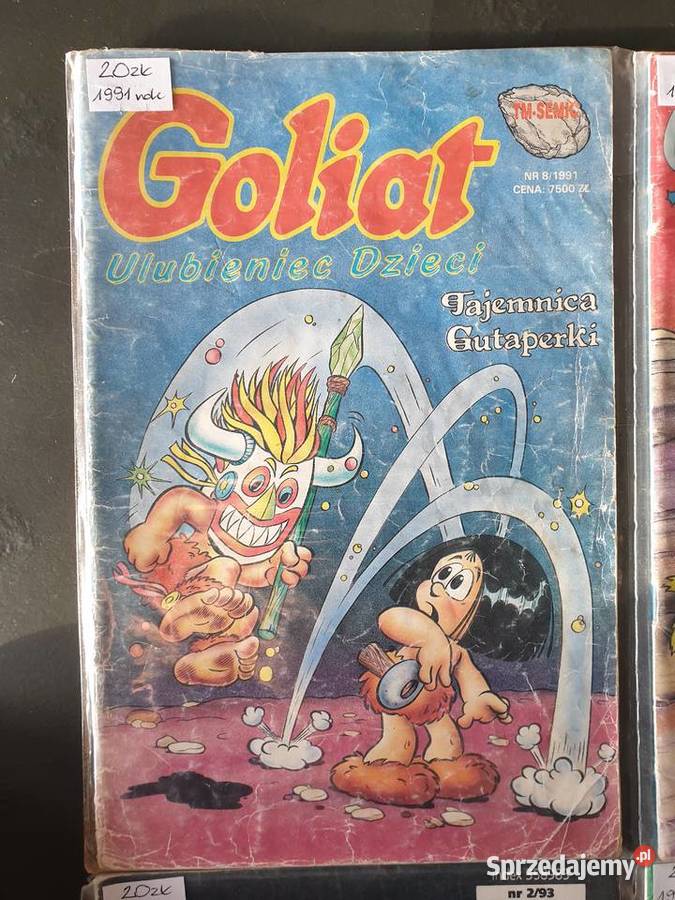 20zł
1991 rok
Goliat
TM-SEMIC
NR 8/1991
CENA: 7500 ZŁ
Ulubieniec Dzieci
Tajemnica
Gutaperki
20zł
nr 2/93
Sprzedajemy.pl